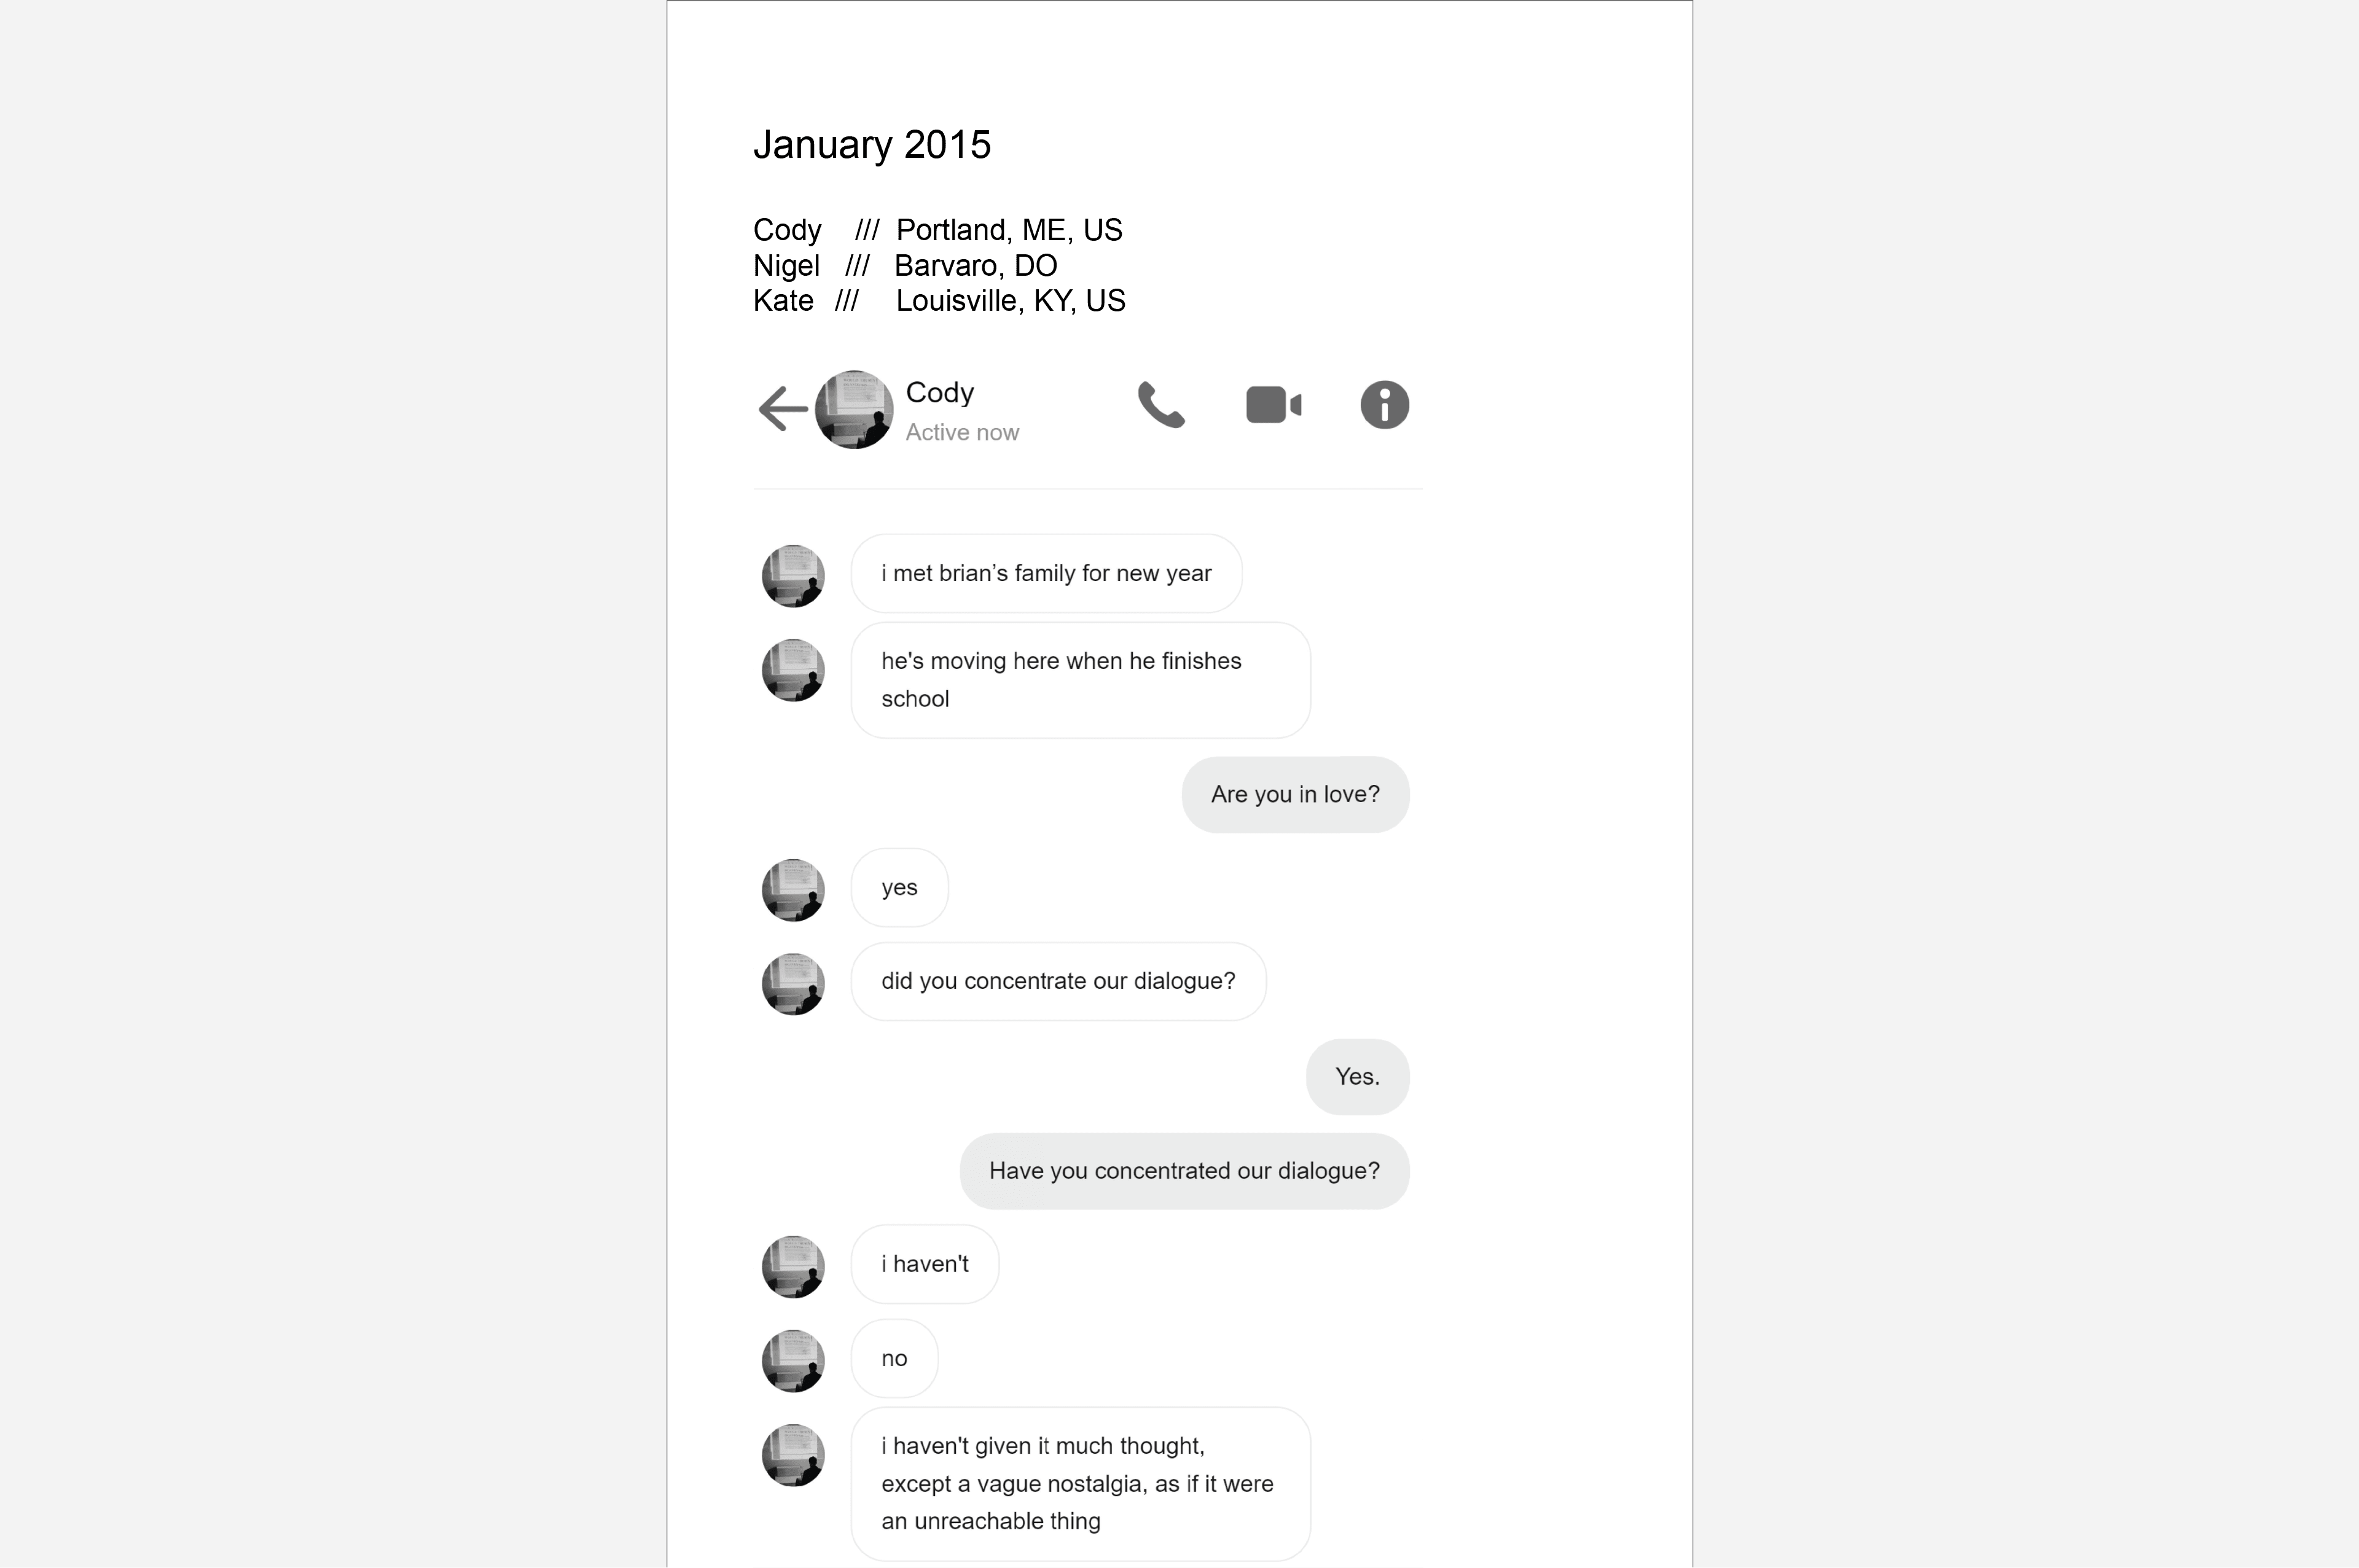 January 2015
Cody /// Portland, ME, US
Nigel /// Barvaro, DO
Kate /// Louisville, KY, US
Cody
Active now
i met brian’s family for new year
he's moving here when he finishes
school
Are you in love?
yes
did you concentrate our dialogue?
Yes.
Have you concentrated our dialogue?
i haven't
no
i haven't given it much thought,
except a vague nostalgia, as if it were
an unreachable thing